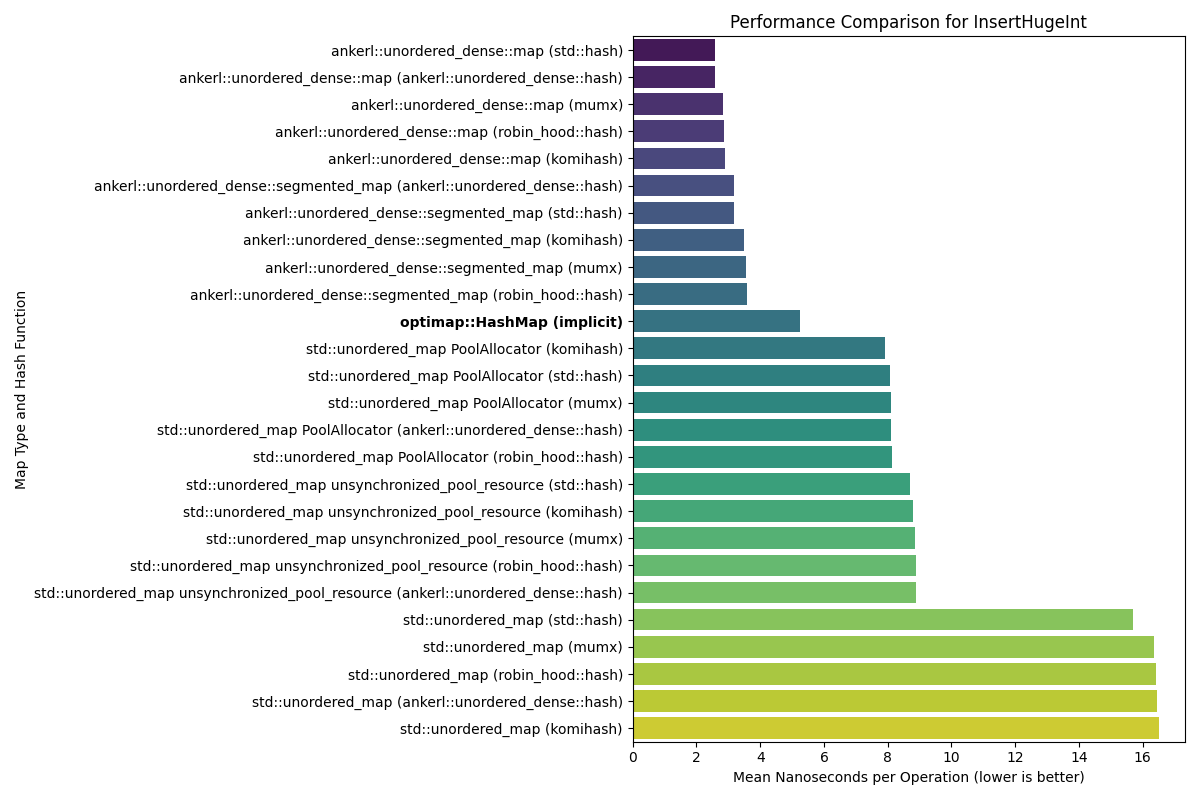 Performance Comparison for InsertHugeInt
Map Type and Hash Function
ankerl::unordered_dense::map (std::hash)
ankerl::unordered_dense::map (ankerl::unordered_dense::hash)
ankerl::unordered_dense::map (mumx)
ankerl::unordered_dense::map (robin_hood::hash)
ankerl::unordered_dense::map (komihash)
ankerl::unordered_dense::segmented_map (ankerl::unordered_dense::hash)
ankerl::unordered_dense::segmented_map (std::hash)
ankerl::unordered_dense::segmented_map (komihash)
ankerl::unordered_dense::segmented_map (mumx)
ankerl::unordered_dense::segmented_map (robin_hood::hash)
optimap::HashMap (implicit)
std::unordered_map PoolAllocator (komihash)
std::unordered_map PoolAllocator (std::hash)
std::unordered_map PoolAllocator (mumx)
std::unordered_map PoolAllocator (ankerl::unordered_dense::hash)
std::unordered_map PoolAllocator (robin_hood::hash)
std::unordered_map unsynchronized_pool_resource (std::hash)
std::unordered_map unsynchronized_pool_resource (komihash)
std::unordered_map unsynchronized_pool_resource (mumx)
std::unordered_map unsynchronized_pool_resource (robin_hood::hash)
std::unordered_map unsynchronized_pool_resource (ankerl::unordered_dense::hash)
std::unordered_map (std::hash)
std::unordered_map (mumx)
std::unordered_map (robin_hood::hash)
std::unordered_map (ankerl::unordered_dense::hash)
std::unordered_map (komihash)
0 2 4 6 8 10 12 14 16
Mean Nanoseconds per Operation (lower is better)